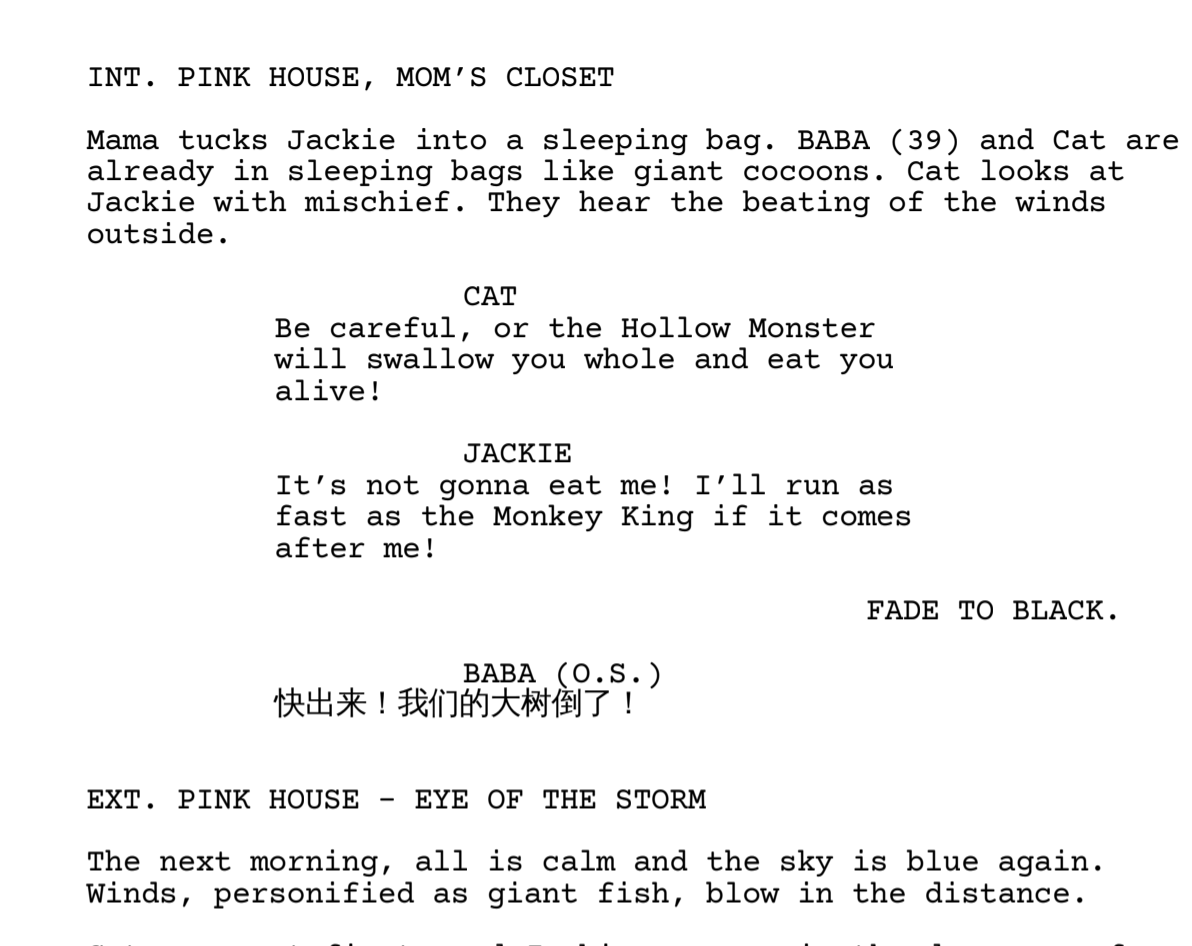 INT. PINK HOUSE, MOM’S CLOSET
Mama tucks Jackie into a sleeping bag. BABA (39) and Cat are
already in sleeping bags like giant cocoons. Cat looks at
Jackie with mischief. They hear the beating of the winds
outside.
CAT
Be careful, or the Hollow Monster
will swallow you whole and eat you
alive!
JACKIE
It’s not gonna eat me! I’ll run as
fast as the Monkey King if it comes
after me!
FADE TO BLACK.
BABA (O.S.)
快出来！我们的大树倒了！
EXT. PINK HOUSE - EYE OF THE STORM
The next morning, all is calm and the sky is blue again.
Winds, personified as giant fish, blow in the distance.